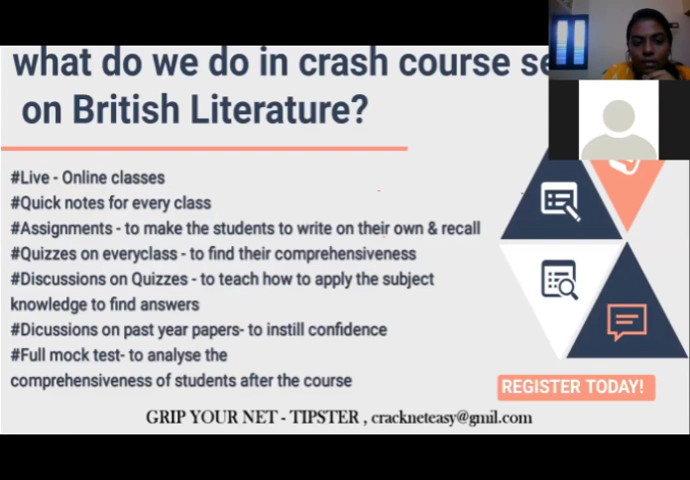 what do we do in crash course se
on British Literature?
#Live - Online classes
#Quick notes for every class
#Assignments - to make the students to write on their own & recall
#Quizzes on everyclass - to find their comprehensiveness
#Discussions on Quizzes - to teach how to apply the subject
knowledge to find answers
#Dicussions on past year papers- to instill confidence
#Full mock test- to analyse the
comprehensiveness of students after the course
REGISTER TODAY!
GRIP YOUR NET - TIPSTER , crackneteasy@gmil.com